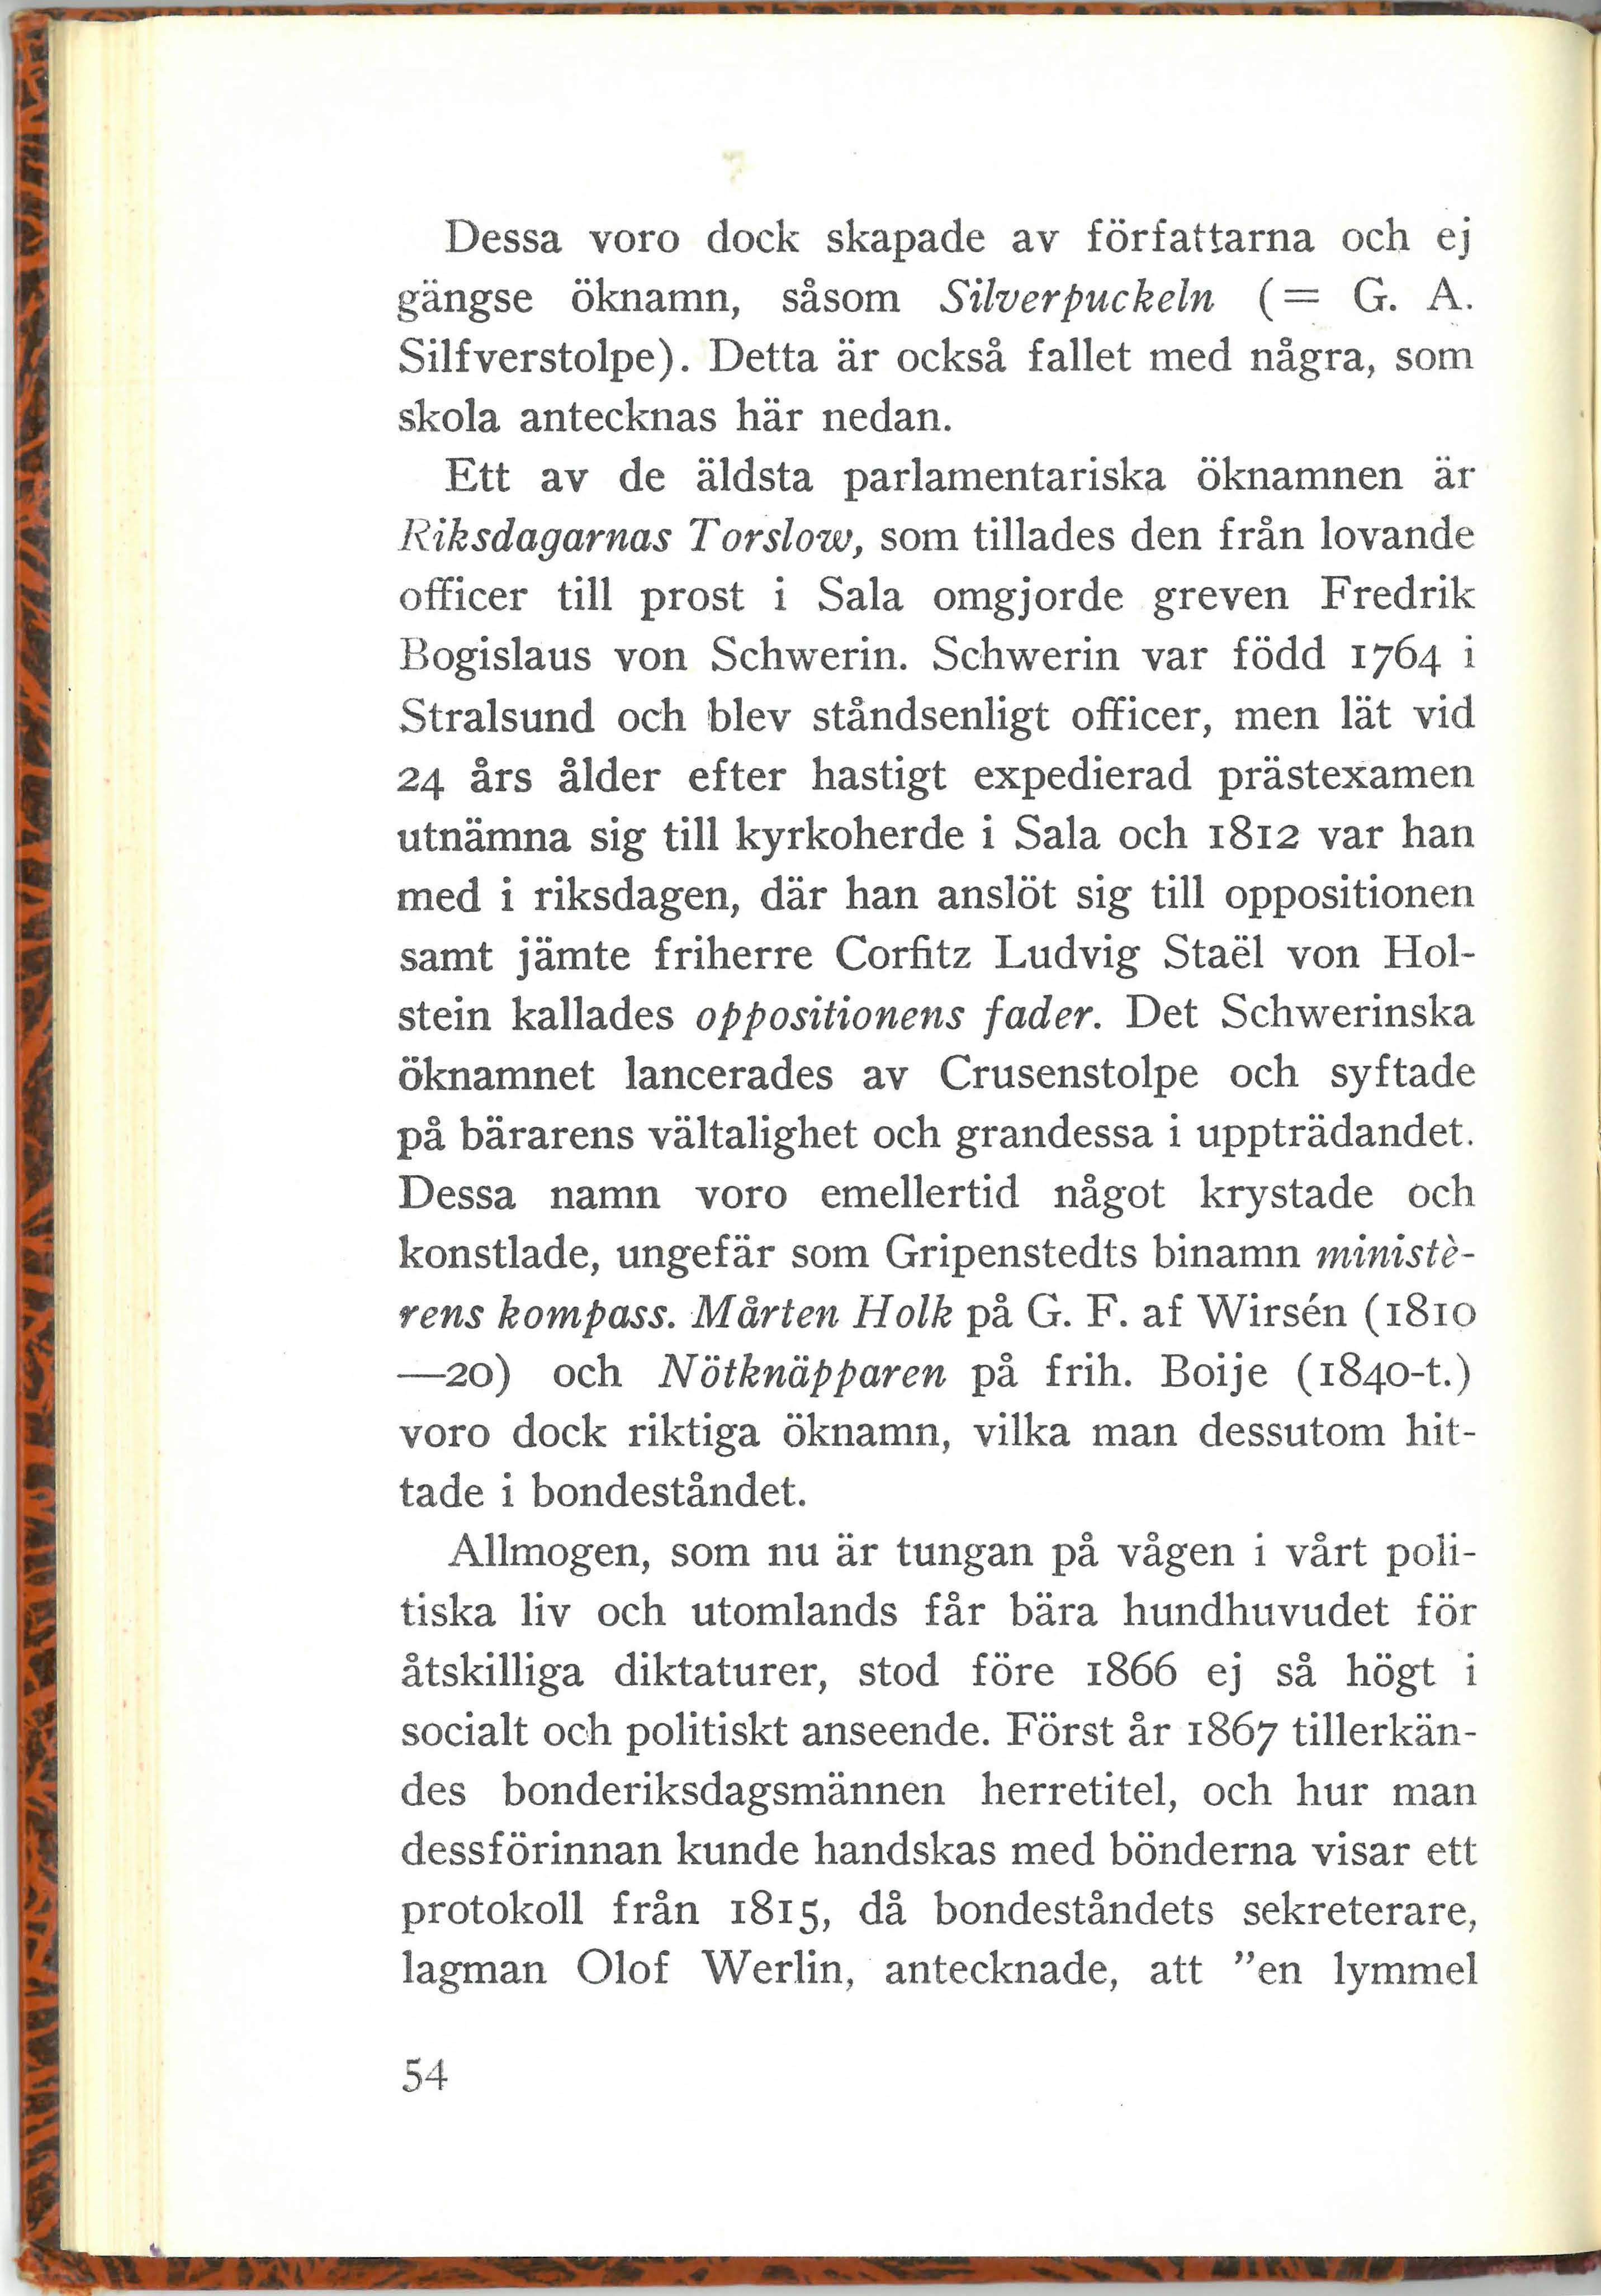 Dessa voro dock skapade av författarna och ej
gängse öknamn, såsom Silverpuckeln (= G. A.
Silfverstolpe). Detta är också fallet med några, som
skola antecknas här nedan.
Ett av de äldsta parlamentariska öknamnen är
Riksdagarnas Torslow, som tillades den från lovande
officer till prost i Sala omgjorde greven Fredrik
Bogislaus von Schwerin. Schwerin var född 1764 i
Stralsund och blev ståndsenligt officer, men lät vid
24 års ålder efter hastigt expedierad prästexamen
utnämna sig till kyrkoherde i Sala och 1812 var han
med i riksdagen, där han anslöt sig till oppositionen
samt jämte friherre Corfitz Ludvig Staël von Hol-
stein kallades oppositionens fader. Det Schwerinska
öknamnet lancerades av Crusenstolpe och syftade
på bärarens vältalighet och grandessa i uppträdandet.
Dessa namn voro emellertid något krystade och
konstlade, ungefär som Gripenstedts binamn ministè-
rens kompass. Mårten Holk på G. F. af Wirsén (1810
—20) och Nötknäpparen på frih. Boije (1840-t.)
voro dock riktiga öknamn, vilka man dessutom hit-
tade i bondeståndet.
Allmogen, som nu är tungan på vågen i vårt poli-
tiska liv och utomlands får bära hundhuvudet för
åtskilliga diktaturer, stod före 1866 ej så högt i
socialt och politiskt anseende. Först år 1867 tillerkän-
des bonderiksdagsmännen herretitel, och hur man
dessförinnan kunde handskas med bönderna visar ett
protokoll från 1815, då bondeståndets sekreterare,
lagman Olof Werlin, antecknade, att ”en lymmel
54